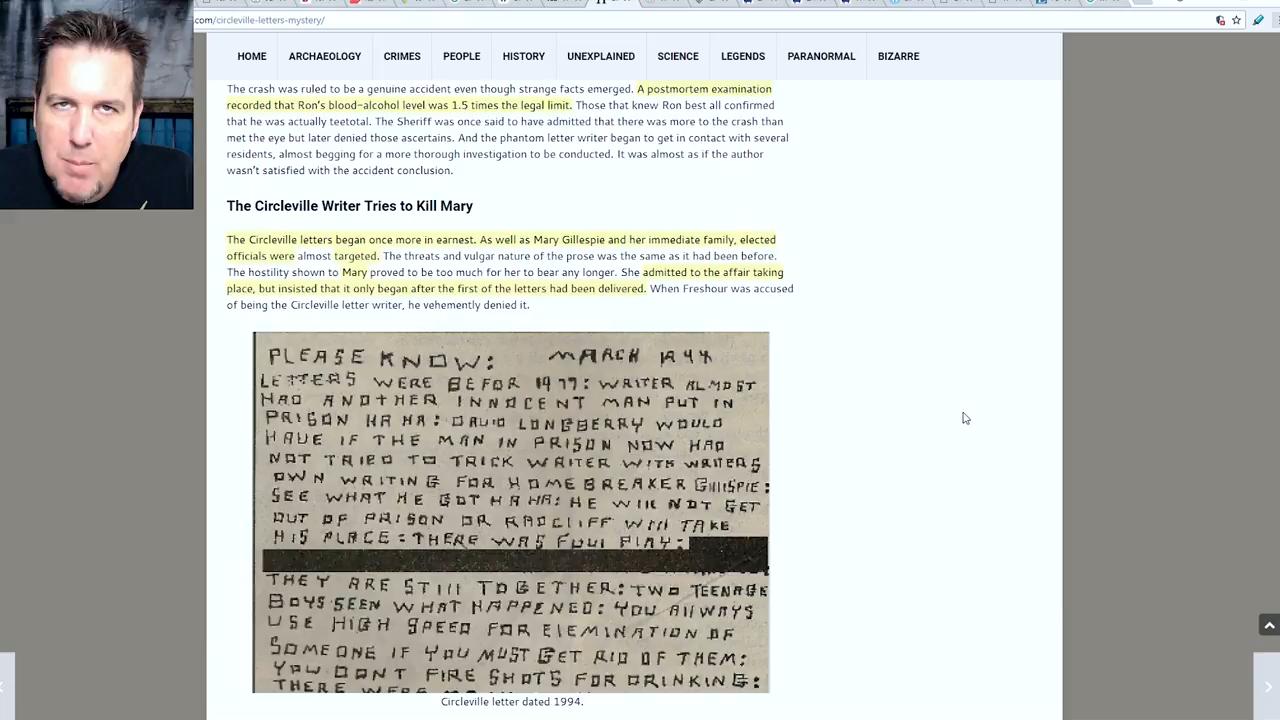 .com/circleville-letters-mystery/
HOME ARCHAEOLOGY CRIMES PEOPLE HISTORY UNEXPLAINED SCIENCE LEGENDS PARANORMAL BIZARRE
The crash was ruled to be a genuine accident even though strange facts emerged. A postmortem examination
recorded that Ron's blood-alcohol level was 1.5 times the legal limit. Those that knew Ron best all confirmed
that he was actually teetotal. The Sheriff was once said to have admitted that there was more to the crash than
met the eye but later denied those ascertains. And the phantom letter writer began to get in contact with several
residents, almost begging for a more thorough investigation to be conducted. It was almost as if the author
wasn't satisfied with the accident conclusion.
The Circleville Writer Tries to Kill Mary
The Circleville letters began once more in earnest. As well as Mary Gillespie and her immediate family, elected
officials were almost targeted. The threats and vulgar nature of the prose was the same as it had been before.
The hostility shown to Mary proved to be too much for her to bear any longer. She admitted to the affair taking
place, but insisted that it only began after the first of the letters had been delivered. When Freshour was accused
of being the Circleville letter writer, he vehemently denied it.
PLEASE KNOW: MARCH 1994
LETTERS WERE BEFOR 1977: WRITER ALMOST
HAD ANOTHER INNOCENT MAN PUT IN
PRISON HA HA: DAVID LONGBERRY WOULD
HAVE IF THE MAN IN PRISON NOW HAD
NOT TRIED TO TRICK WRITER WITH WRITERS
OWN WRITING FOR HOMEBREAKER GILLISPIE:
SEE WHAT HE GOT HA HA: HE WILL NOT GET
OUT OF PRISON OR RADCLIFF WILL TAKE
HIS PLACE: THERE WAS FOUL PLAY:
THEY ARE STILL TOGETHER: TWO TEENAGE
BOYS SEEN WHAT HAPPENED: YOU ALWAYS
USE HIGH SPEED FOR ELEMINATION OF
SOMEONE IF YOU MUST GET RID OF THEM:
YOU DONT FIRE SHOTS FOR DRINKING:
THERE WERE
Circleville letter dated 1994.